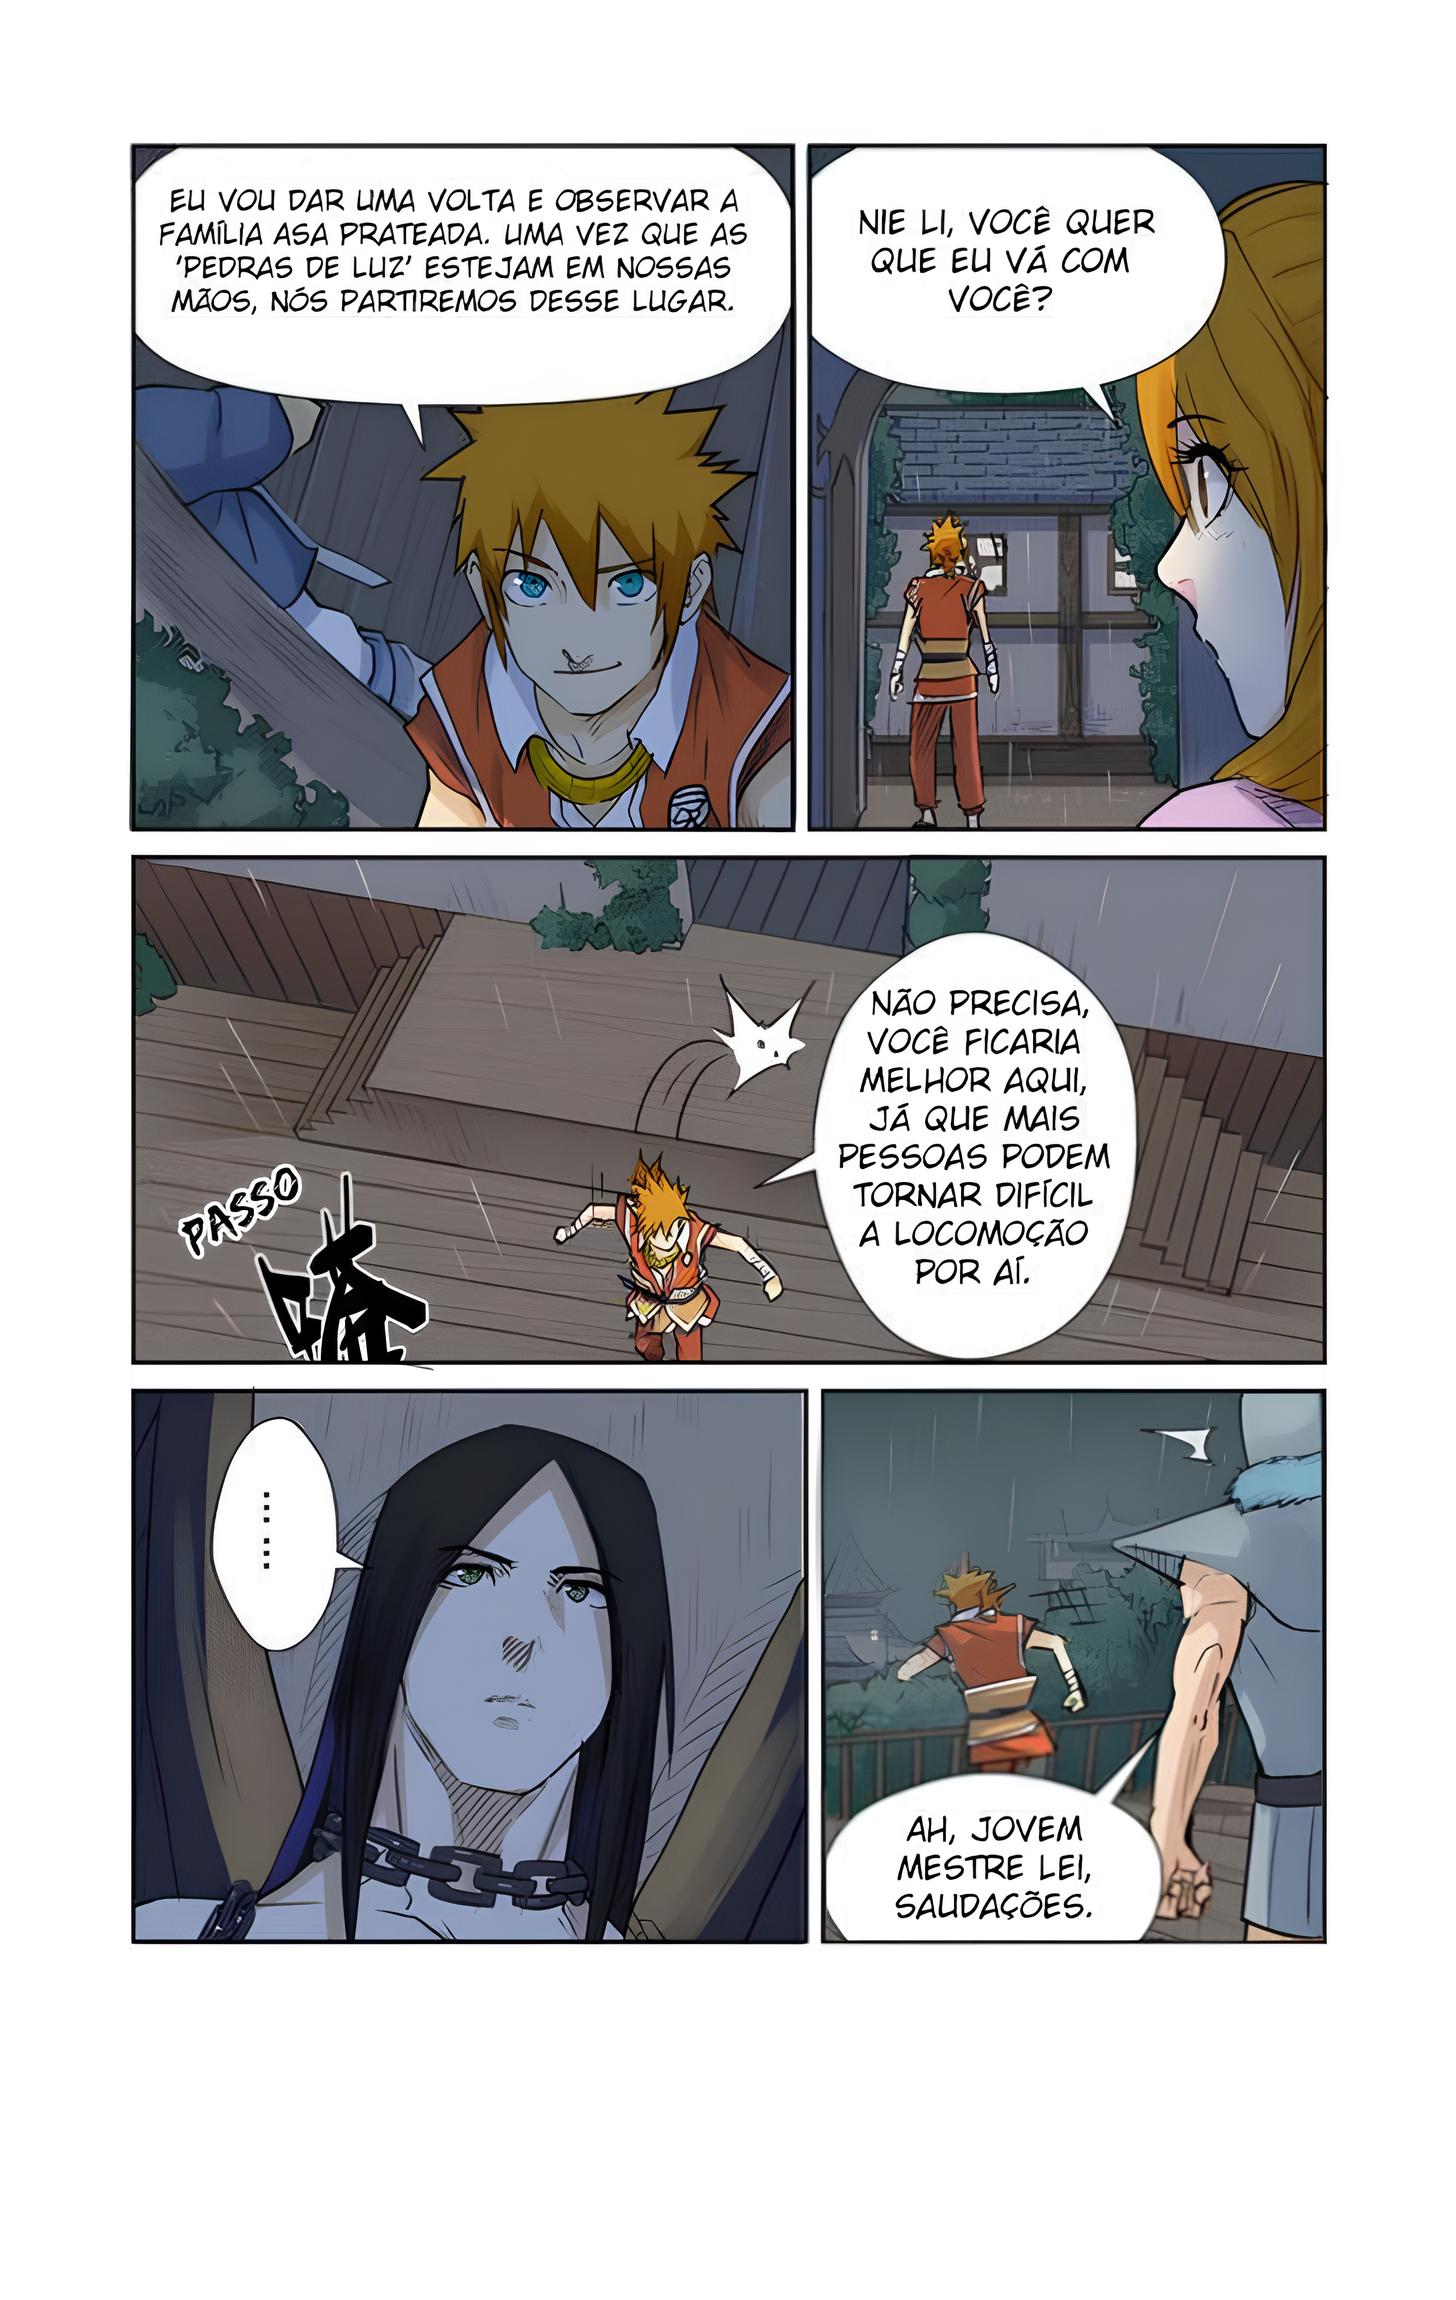 EU VOU DAR UMA VOLTA E OBSERVAR A
FAMÍLIA ASA PRATEADA. UMA VEZ QUE AS
'PEDRAS DE LUZ' ESTEJAM EM NOSSAS
MÃOS, NÓS PARTIREMOS DESSE LUGAR.
NIE LI, VOCÊ QUER
QUE EU VÁ COM
VOCÊ?
NÃO PRECISA,
VOCÊ FICARIA
MELHOR AQUI,
JÁ QUE MAIS
PESSOAS PODEM
TORNAR DIFÍCIL
A LOCOMOÇÃO
POR AÍ.
PASSO
......
AH, JOVEM
MESTRE LEI,
SAUDAÇÕES.